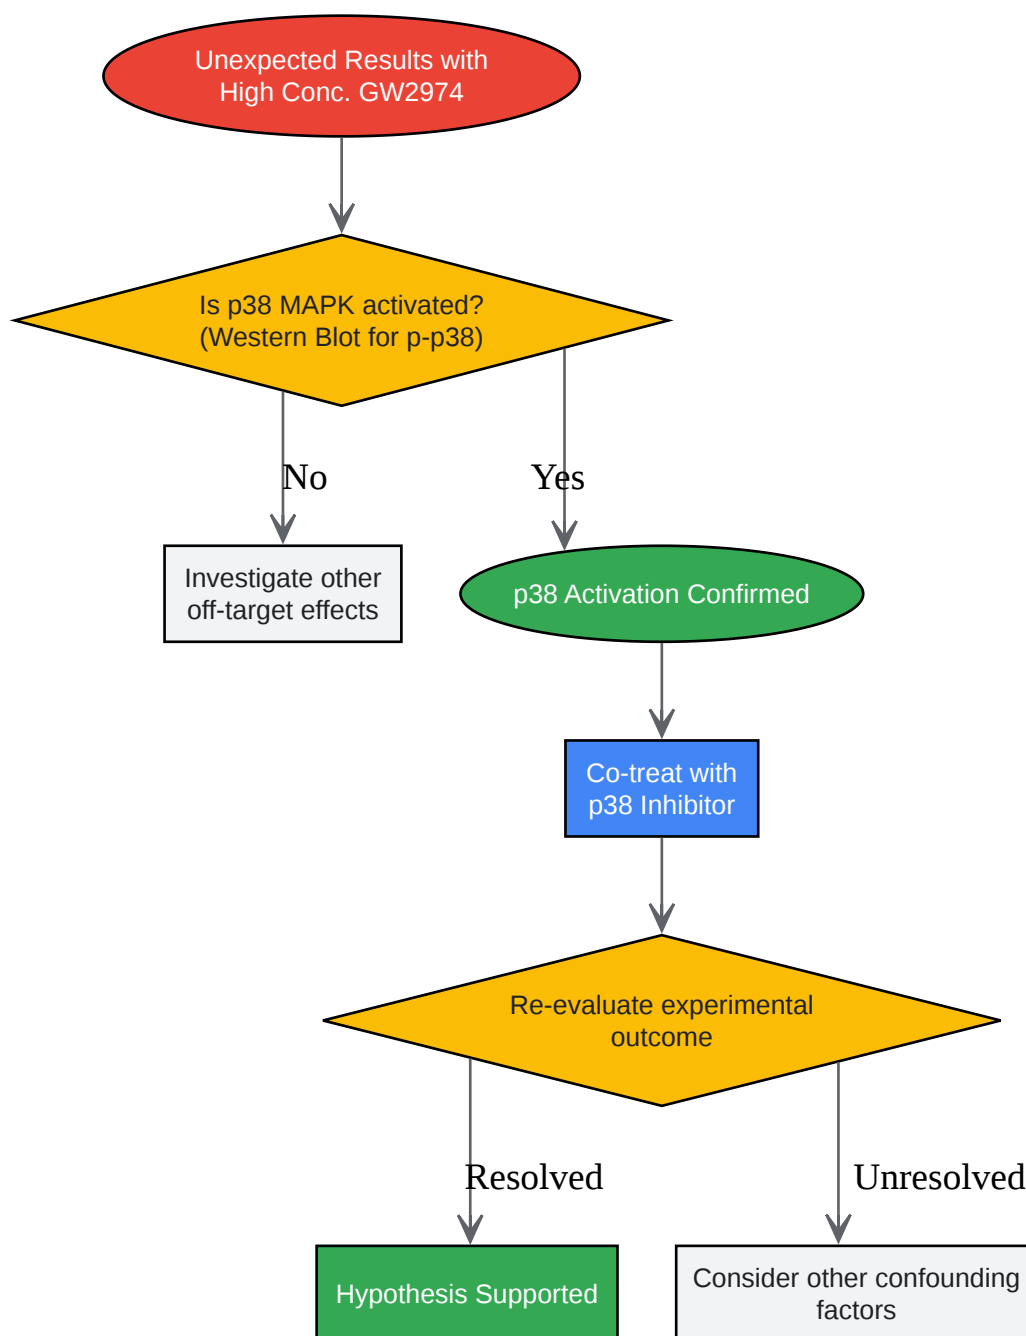 Unexpected Results with
High Conc. GW2974
Is p38 MAPK activated?
(Western Blot for p-p38)
No
Yes
Investigate other
off-target effects
p38 Activation Confirmed
Co-treat with
p38 Inhibitor
Re-evaluate experimental
outcome
Resolved
Unresolved
Hypothesis Supported
Consider other confounding
factors